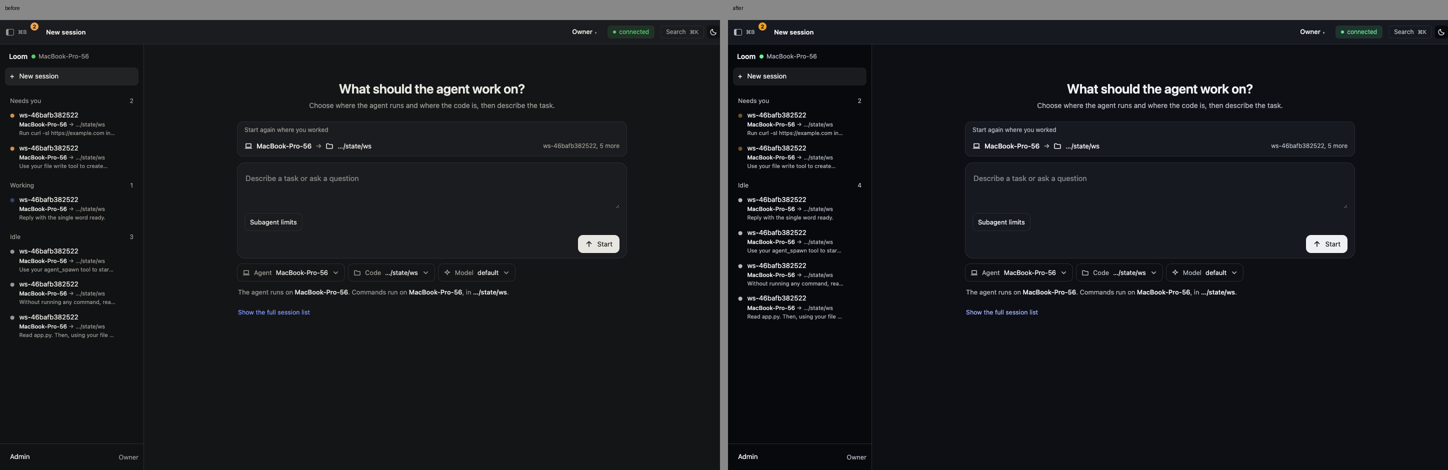 before
⌘B
2
New session
Owner
connected
Search ⌘K
Loom MacBook-Pro-56
+ New session
Needs you 2
ws-46bafb382522
MacBook-Pro-56 → .../state/ws
Run curl -sI https://example.com in...
ws-46bafb382522
MacBook-Pro-56 → .../state/ws
Use your file write tool to create...
Working 1
ws-46bafb382522
MacBook-Pro-56 → .../state/ws
Reply with the single word ready.
Idle 3
ws-46bafb382522
MacBook-Pro-56 → .../state/ws
Use your agent_spawn tool to star...
ws-46bafb382522
MacBook-Pro-56 → .../state/ws
Without running any command, rea...
ws-46bafb382522
MacBook-Pro-56 → .../state/ws
Read app.py. Then, using your file ...
Admin Owner
What should the agent work on?
Choose where the agent runs and where the code is, then describe the task.
Start again where you worked
MacBook-Pro-56 → .../state/ws ws-46bafb382522, 5 more
Describe a task or ask a question
Subagent limits
Start
Agent MacBook-Pro-56 Code .../state/ws Model default
The agent runs on MacBook-Pro-56. Commands run on MacBook-Pro-56, in .../state/ws.
Show the full session list
after
⌘B
2
New session
Owner
connected
Search ⌘K
Loom MacBook-Pro-56
+ New session
Needs you 2
ws-46bafb382522
MacBook-Pro-56 → .../state/ws
Run curl -sI https://example.com in...
ws-46bafb382522
MacBook-Pro-56 → .../state/ws
Use your file write tool to create...
Idle 4
ws-46bafb382522
MacBook-Pro-56 → .../state/ws
Reply with the single word ready.
ws-46bafb382522
MacBook-Pro-56 → .../state/ws
Use your agent_spawn tool to star...
ws-46bafb382522
MacBook-Pro-56 → .../state/ws
Without running any command, rea...
ws-46bafb382522
MacBook-Pro-56 → .../state/ws
Read app.py. Then, using your file ...
Admin Owner
What should the agent work on?
Choose where the agent runs and where the code is, then describe the task.
Start again where you worked
MacBook-Pro-56 → .../state/ws ws-46bafb382522, 5 more
Describe a task or ask a question
Subagent limits
Start
Agent MacBook-Pro-56 Code .../state/ws Model default
The agent runs on MacBook-Pro-56. Commands run on MacBook-Pro-56, in .../state/ws.
Show the full session list